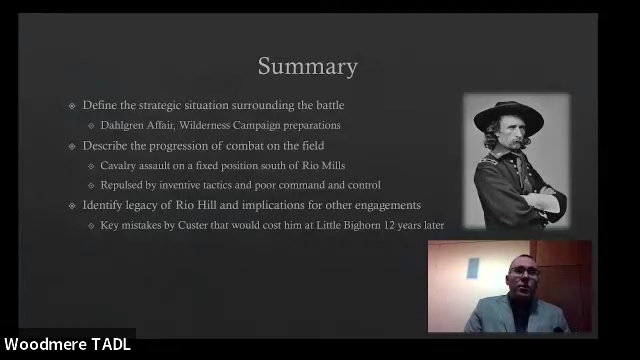 Summary
Define the strategic situation surrounding the battle
Dahlgren Affair, Wilderness Campaign preparations
Describe the progression of combat on the field
Cavalry assault on a fixed position south of Rio Mills
Repulsed by inventive tactics and poor command and control
Identify legacy of Rio Hill and implications for other engagements
Key mistakes by Custer that would cost him at Little Bighorn 12 years later
Woodmere TADL